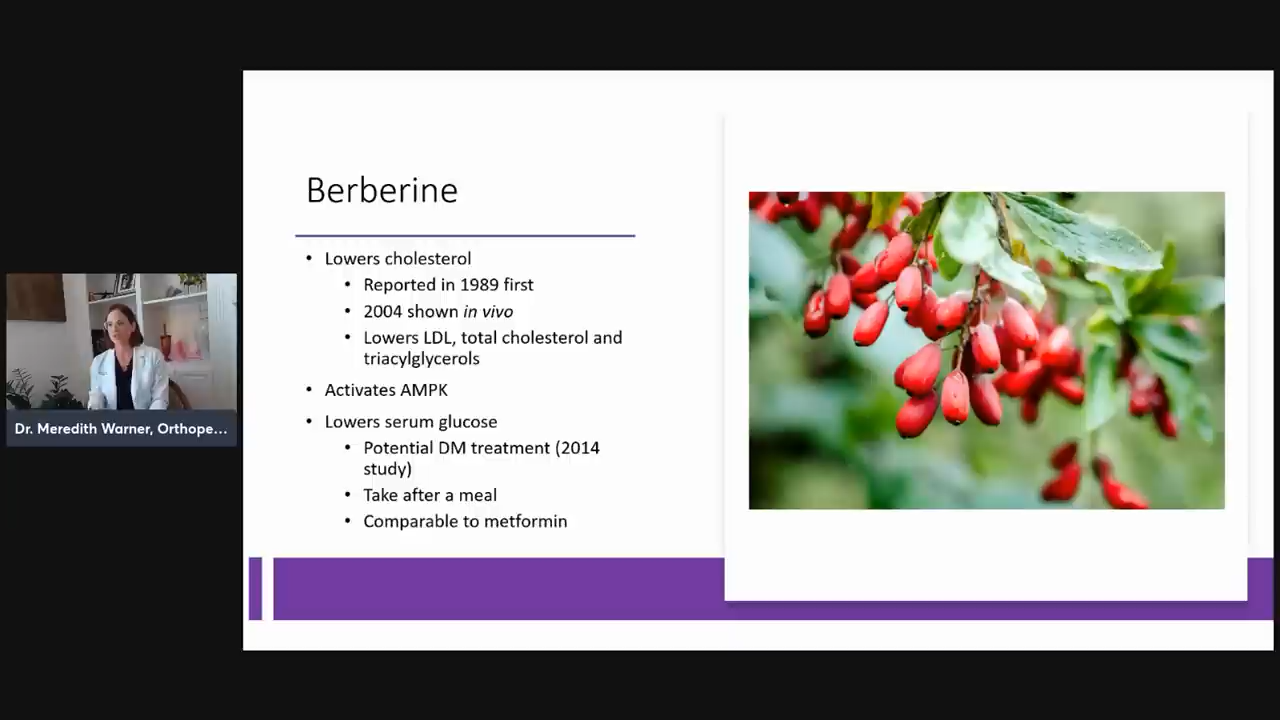 Berberine
• Lowers cholesterol
• Reported in 1989 first
• 2004 shown in vivo
• Lowers LDL, total cholesterol and
triacylglycerols
• Activates AMPK
• Lowers serum glucose
• Potential DM treatment (2014
study)
• Take after a meal
• Comparable to metformin
Dr. Meredith Warner, Orthope...